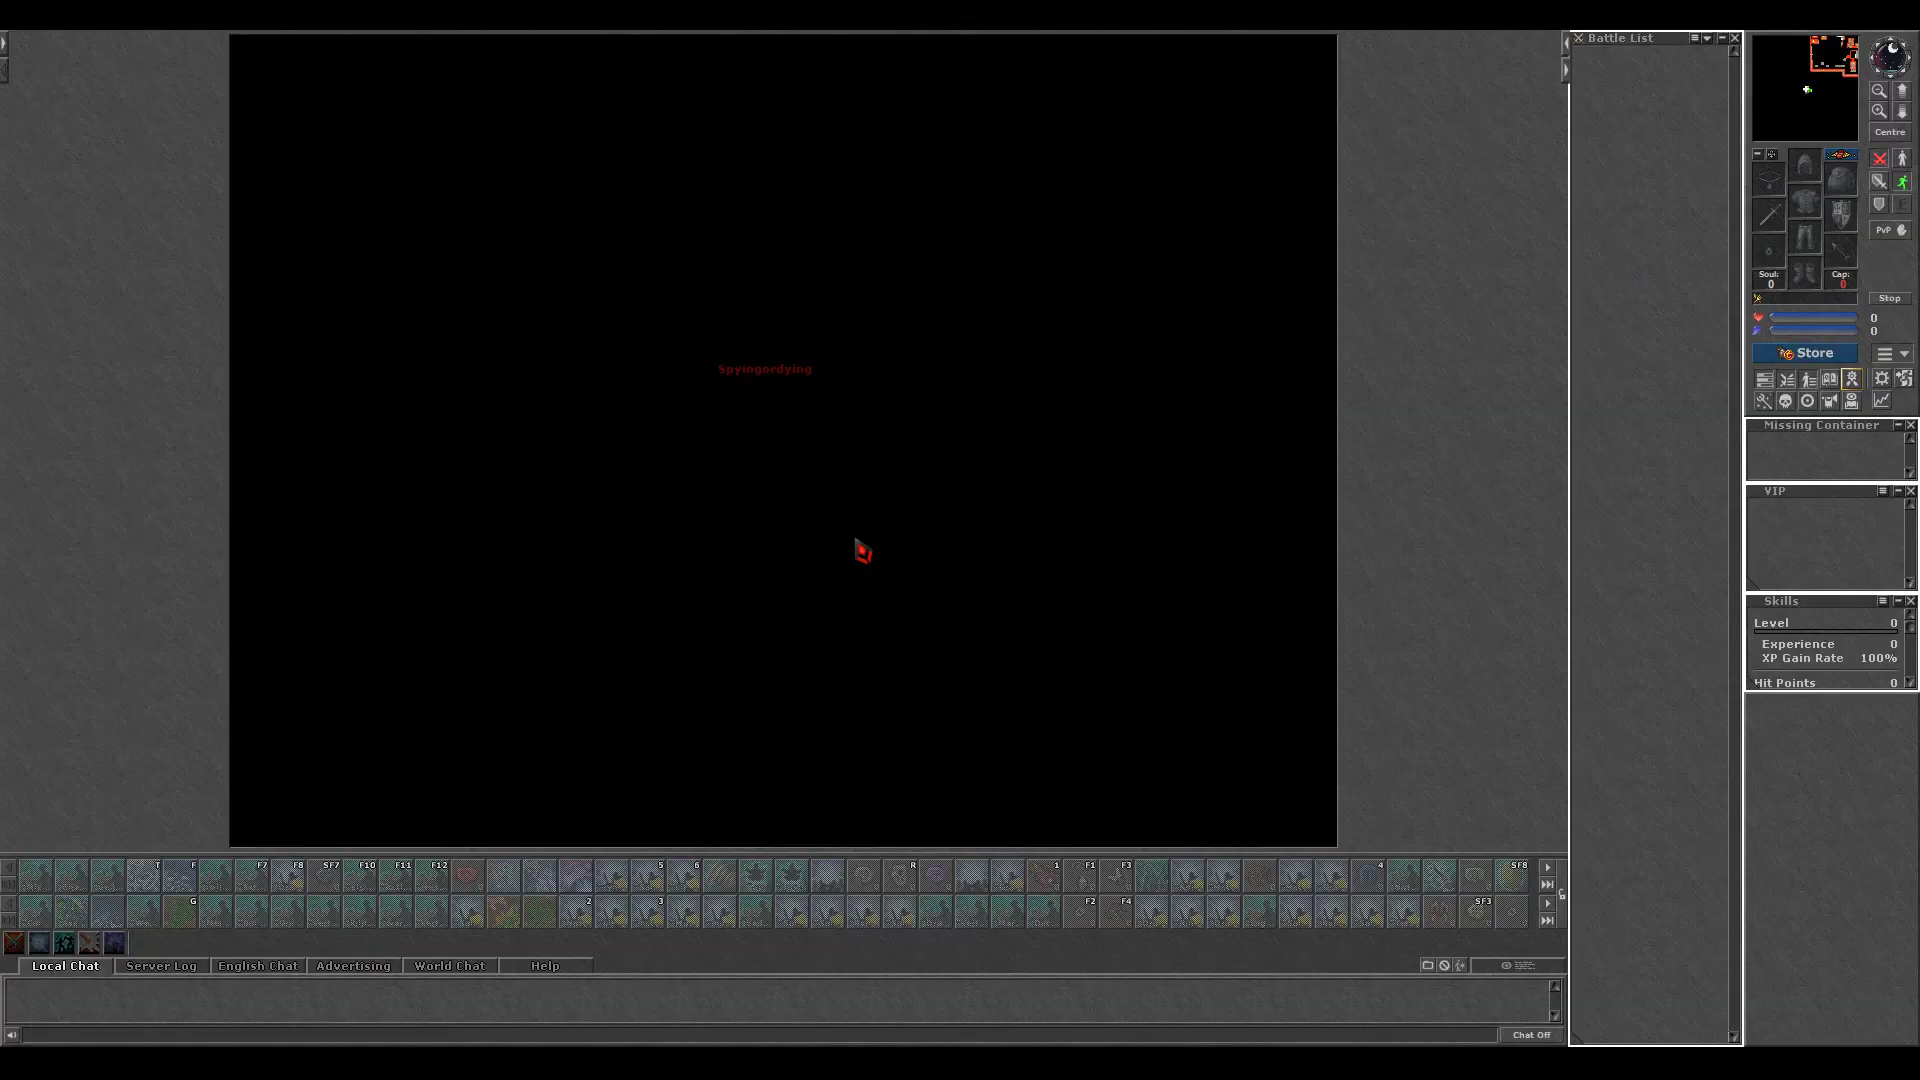 Battle List
Centre
Soul:
0
Cap:
0
PvP
Stop
0
0
Store
Missing Container
VIP
Skills
Level 0
Experience 0
XP Gain Rate 100%
Hit Points 0
Spyingordying
T F F7 F8 SF7 F10 F11 F12 5 6 R 1 F1 F3 4 SF8
G 2 3 F2 F4 SF3
Local Chat Server Log English Chat Advertising World Chat Help
Chat Off